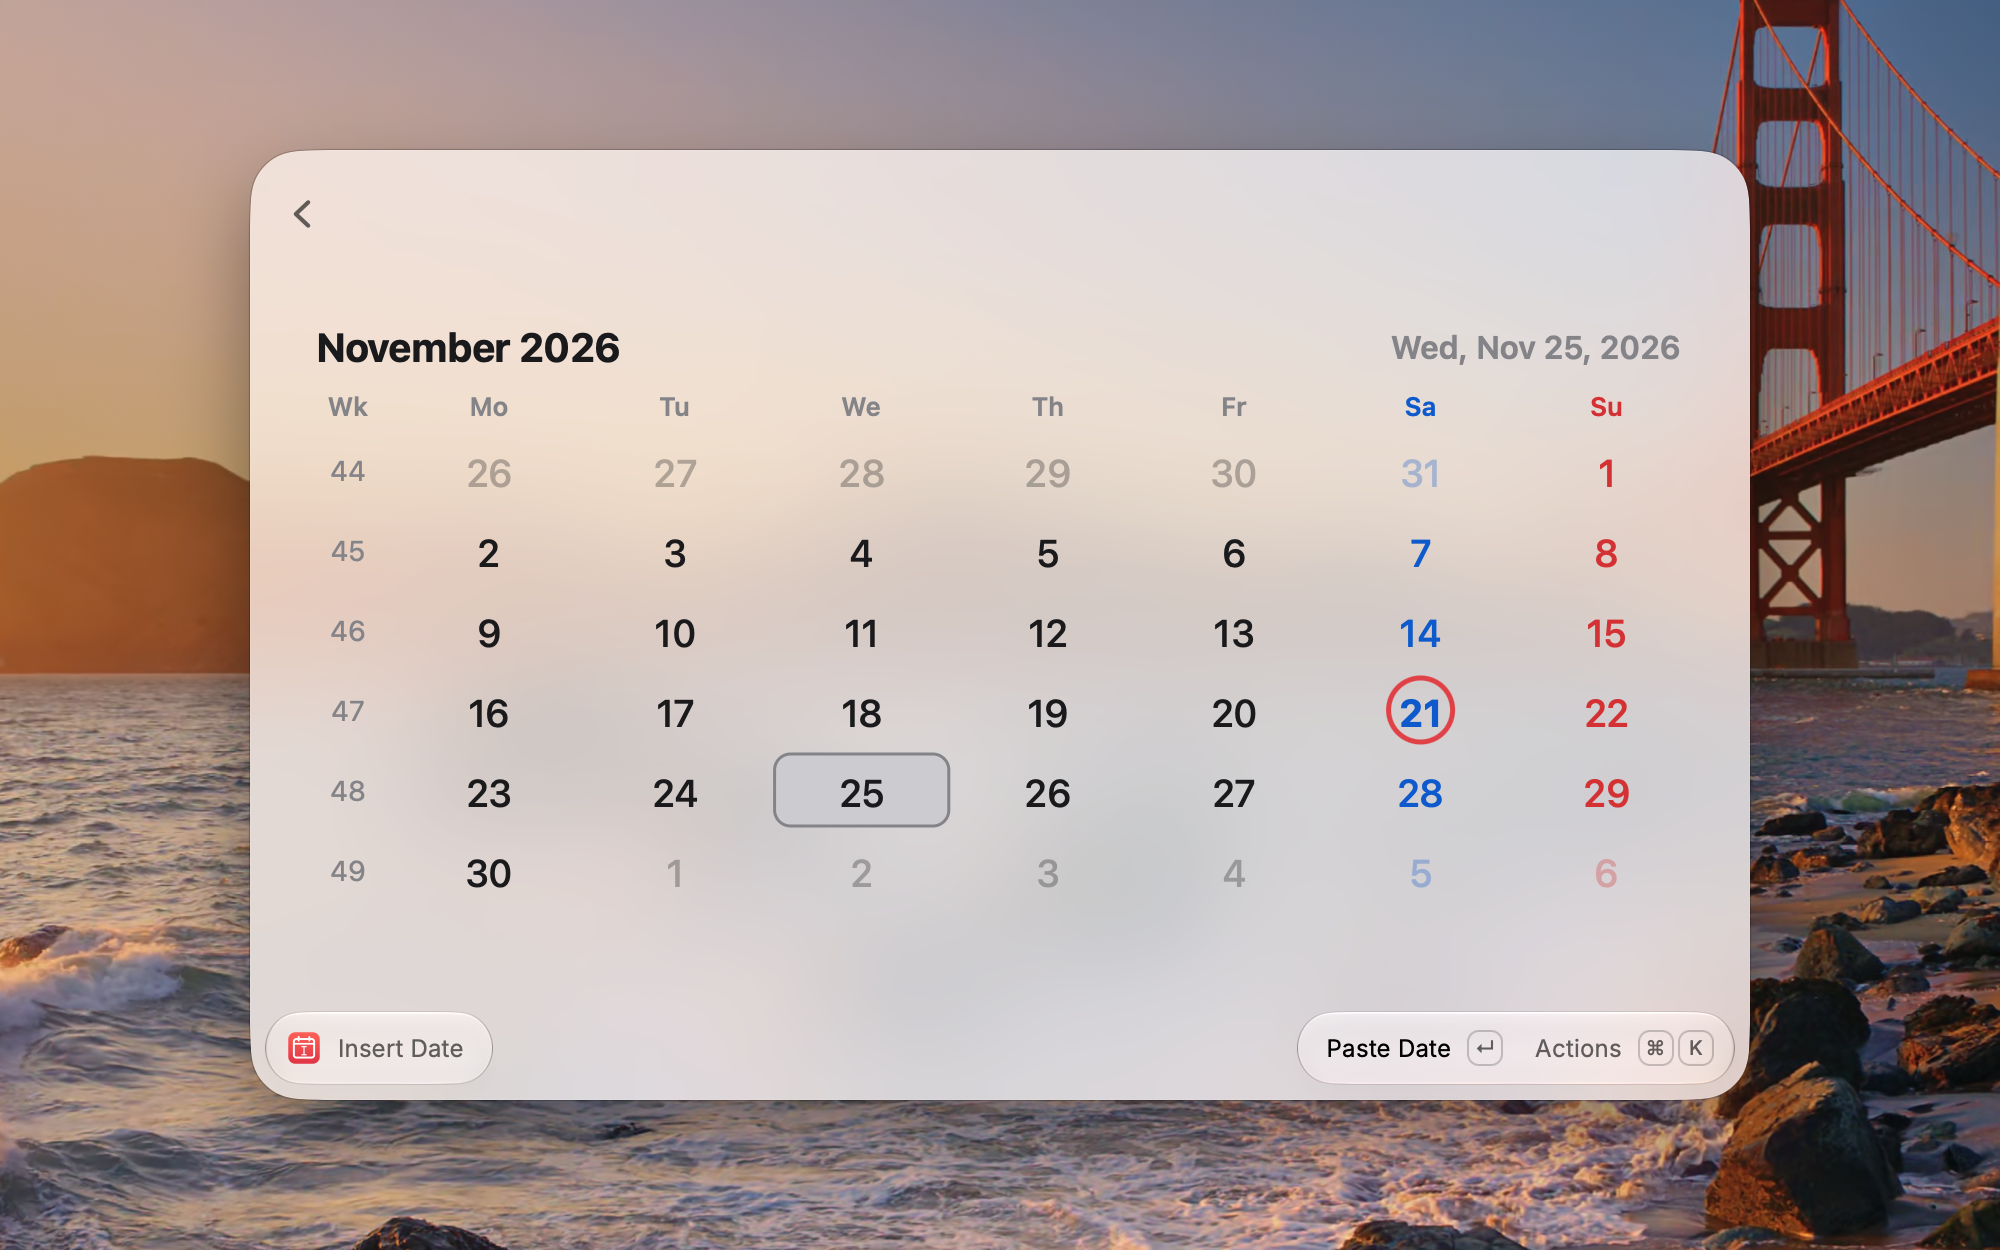 November 2026 Wed, Nov 25, 2026
Wk Mo Tu We Th Fr Sa Su
44 26 27 28 29 30 31 1
45 2 3 4 5 6 7 8
46 9 10 11 12 13 14 15
47 16 17 18 19 20 21 22
48 23 24 25 26 27 28 29
49 30 1 2 3 4 5 6
Insert Date Paste Date ↵ Actions ⌘ K